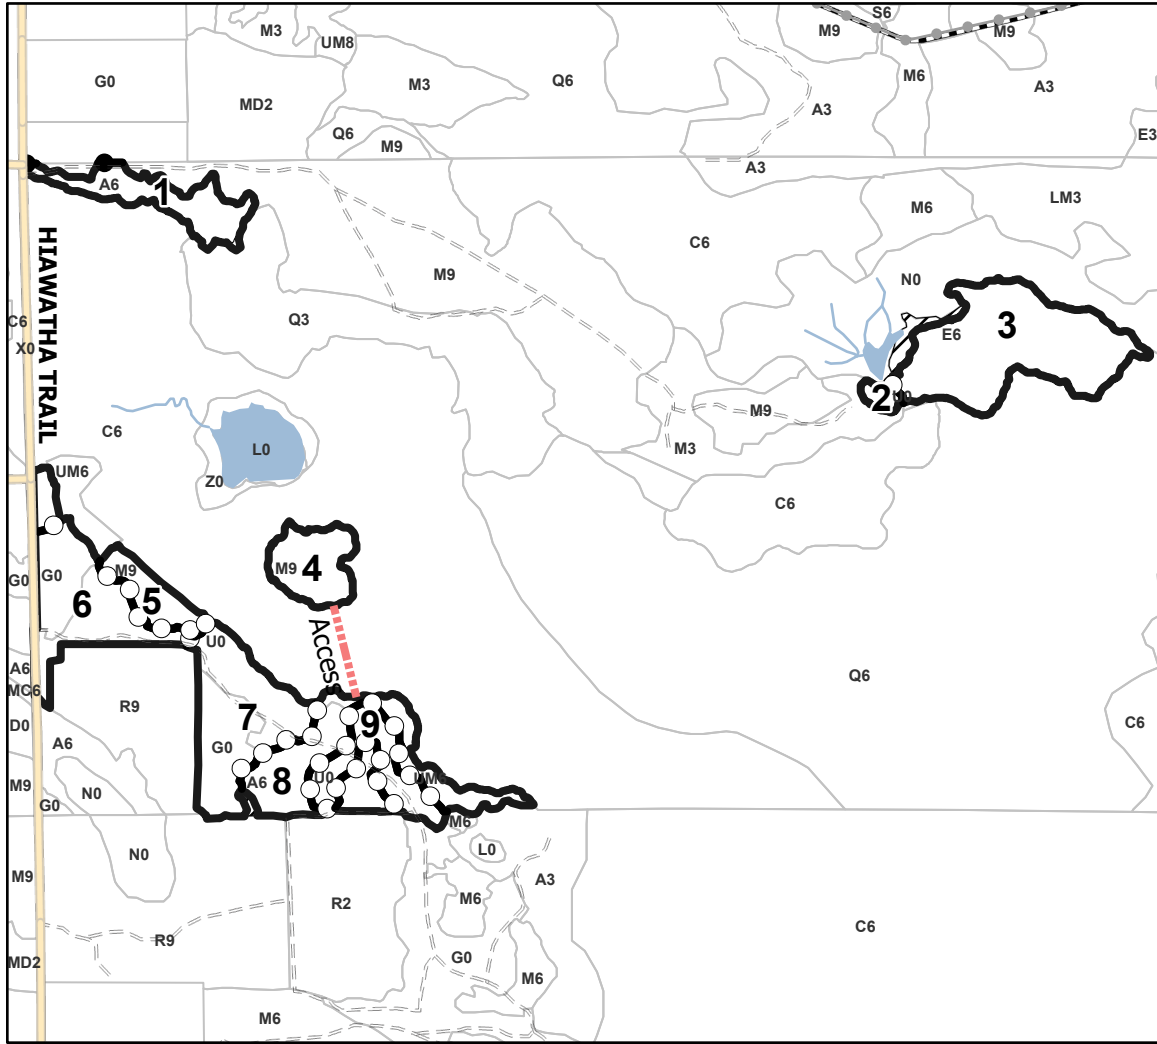 S6
M3
M9
M9
UM8
M6
G0
M3
Q6
A3
MD2
A3
Q6
E3
M9
A3
A6
1
LM3
M6
HIAWATHA TRAIL
C6
M9
N0
Q3
C6
3
E6
X0
2
M9
C6
M3
L0
UM6
Z0
C6
M9
4
M9
G0
G0
5
6
Access
U0
A6
Q6
MC6
R9
7
9
D0
C6
A6
G0
8
U0
A6
UM6
M9
N0
G0
M6
L0
N0
M9
A3
M6
R2
C6
R9
G0
MD2
M6
M6